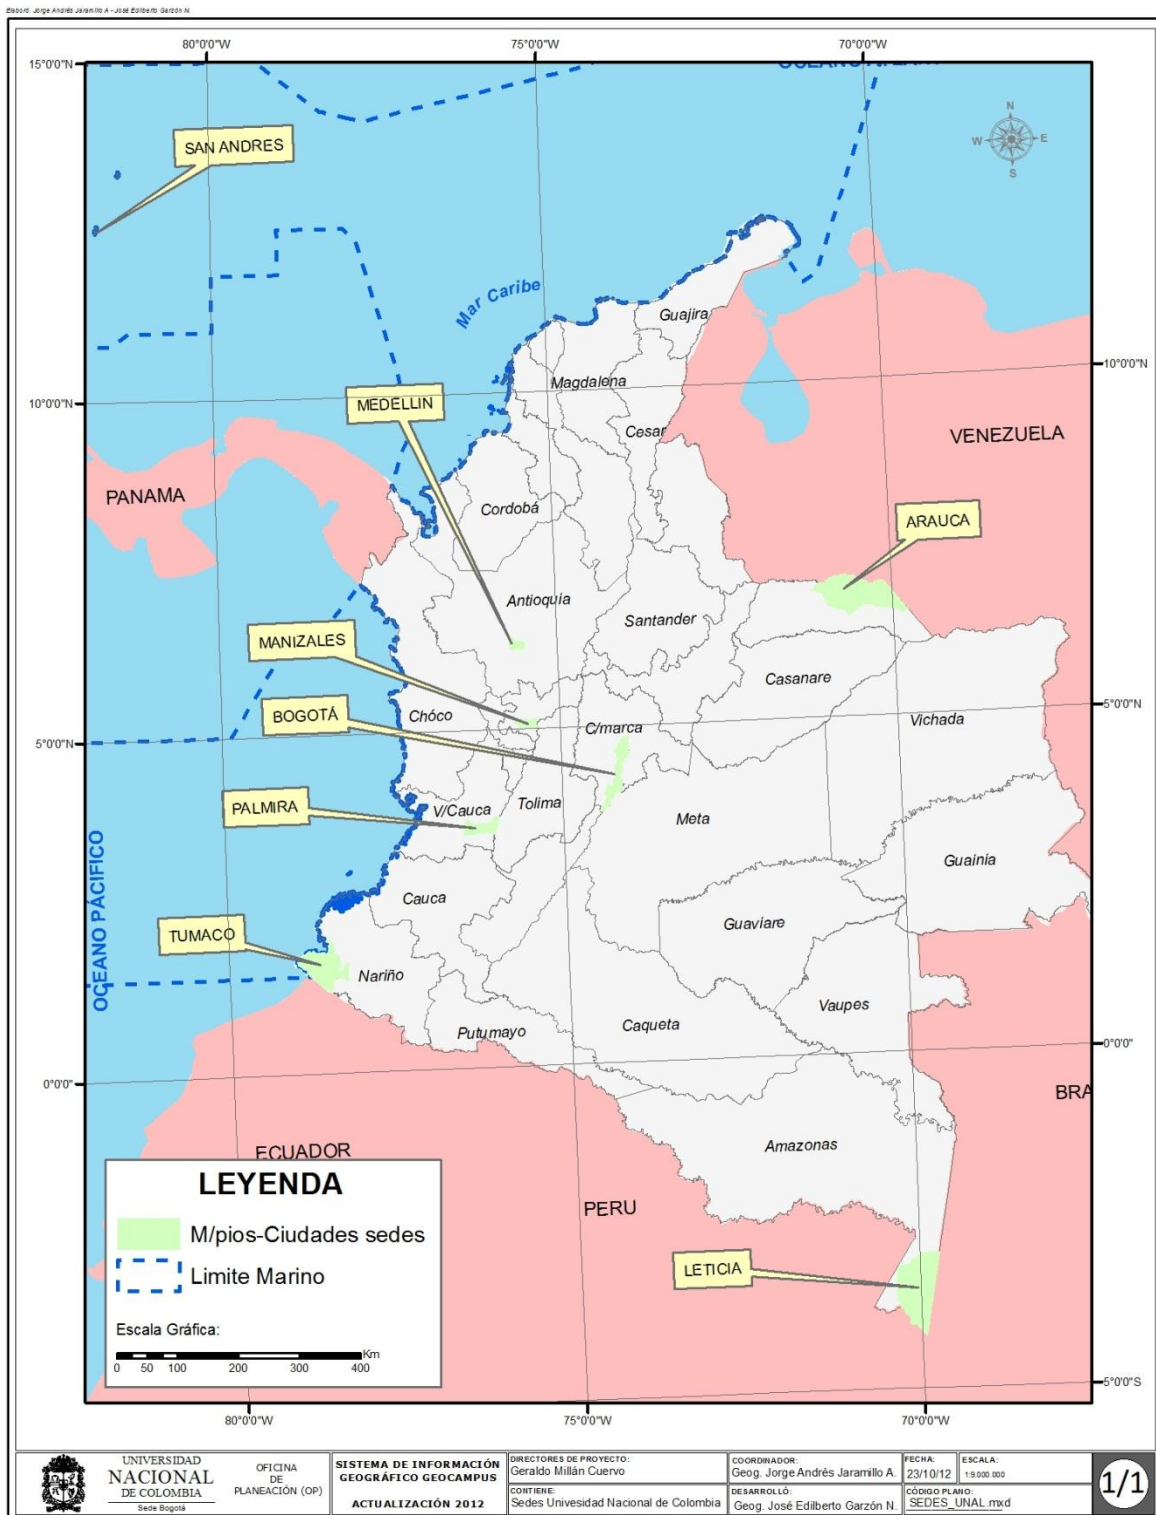 Elaboró. Jorge Andrés Jaramillo A - José Edilberto Garzón N.
80°0'0"W 75°0'0"W 70°0'0"W
15°0'0"N
N
W E
S
SAN ANDRES
Mar Caribe
Guajira
10°0'0"N
10°0'0"N
Magdalena
MEDELLIN
Cesar
VENEZUELA
PANAMA
Cordobá
ARAUCA
Antioquia
Santander
MANIZALES
Casanare
BOGOTÁ
Chóco
C/marca
Vichada
5°0'0"N
5°0'0"N
PALMIRA
V/Cauca
Tolima
Meta
Guainia
OCEANO PÁCIFICO
Cauca
Guaviare
TUMACO
Nariño
Vaupes
Putumayo
Caqueta
0°0'0"
0°0'0"
BRA
ECUADOR
Amazonas
PERU
LETICIA
LEYENDA
M/pios-Ciudades sedes
Limite Marino
Escala Gráfica:
Km
0 50 100 200 300 400
5°0'0"S
80°0'0"W 75°0'0"W 70°0'0"W
UNIVERSIDAD
NACIONAL
DE COLOMBIA
Sede Bogotá
OFICINA
DE
PLANEACIÓN (OP)
SISTEMA DE INFORMACIÓN
GEOGRÁFICO GEOCAMPUS
ACTUALIZACIÓN 2012
DIRECTORES DE PROYECTO:
Geraldo Millán Cuervo
CONTIENE:
Sedes Univesidad Nacional de Colombia
COORDINADOR:
Geog. Jorge Andrés Jaramillo A.
DESARROLLÓ:
Geog. José Edilberto Garzón N.
FECHA:
23/10/12
ESCALA:
1:9.000.000
CÓDIGO PLANO:
SEDES_UNAL.mxd
1/1